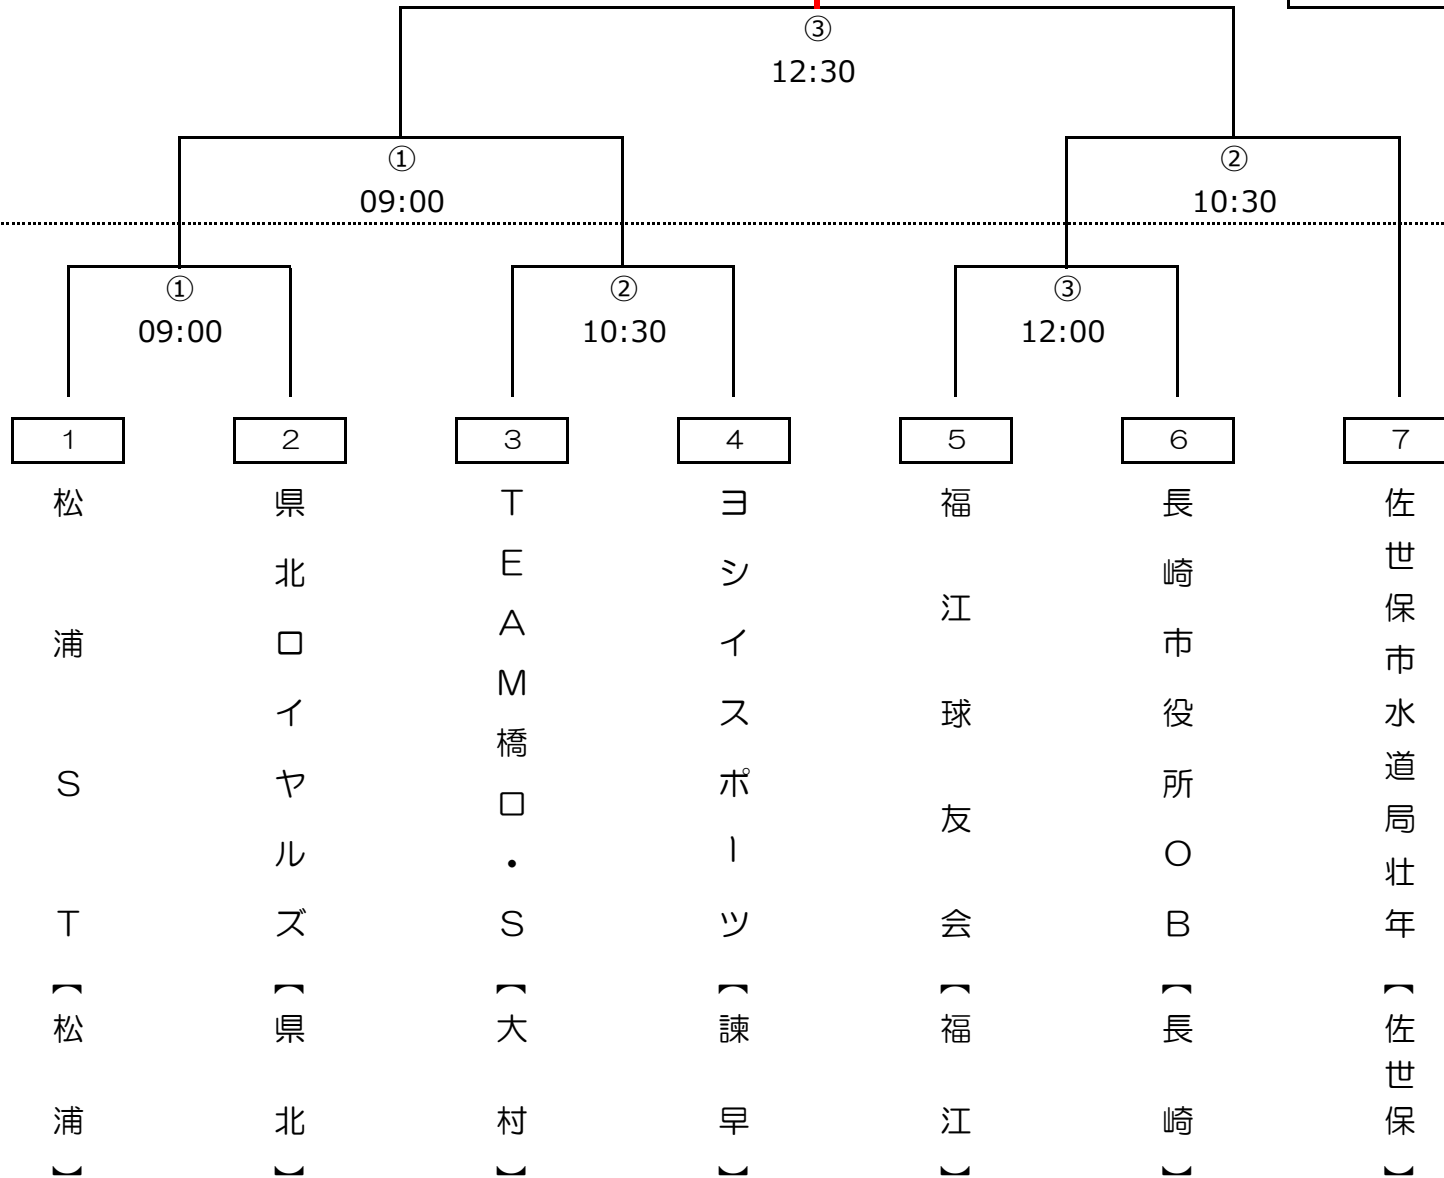 ③
12:30
①
09:00
②
10:30
①
09:00
②
10:30
③
12:00
1
2
3
4
5
6
7
松浦ST【松浦】
県北ロイヤルズ【県北】
TEAM橋口・S【大村】
ヨシイスポーツ【諫早】
福江球友会【福江】
長崎市役所OB【長崎】
佐世保市水道局壮年【佐世保】